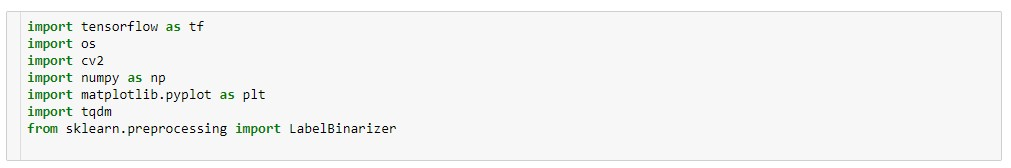 import tensorflow as tf
import os
import cv2
import numpy as np
import matplotlib.pyplot as plt
import tqdm
from sklearn.preprocessing import LabelBinarizer